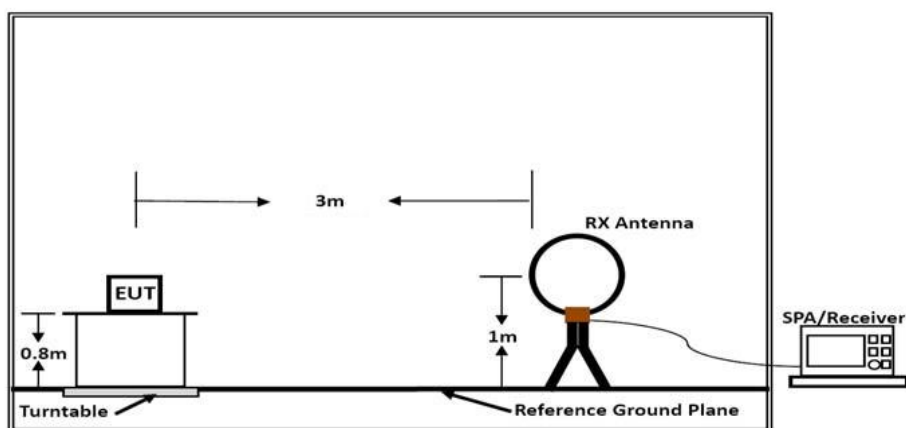 3m
RX Antenna
EUT
SPA/Receiver
0.8m
1m
Turntable
Reference Ground Plane